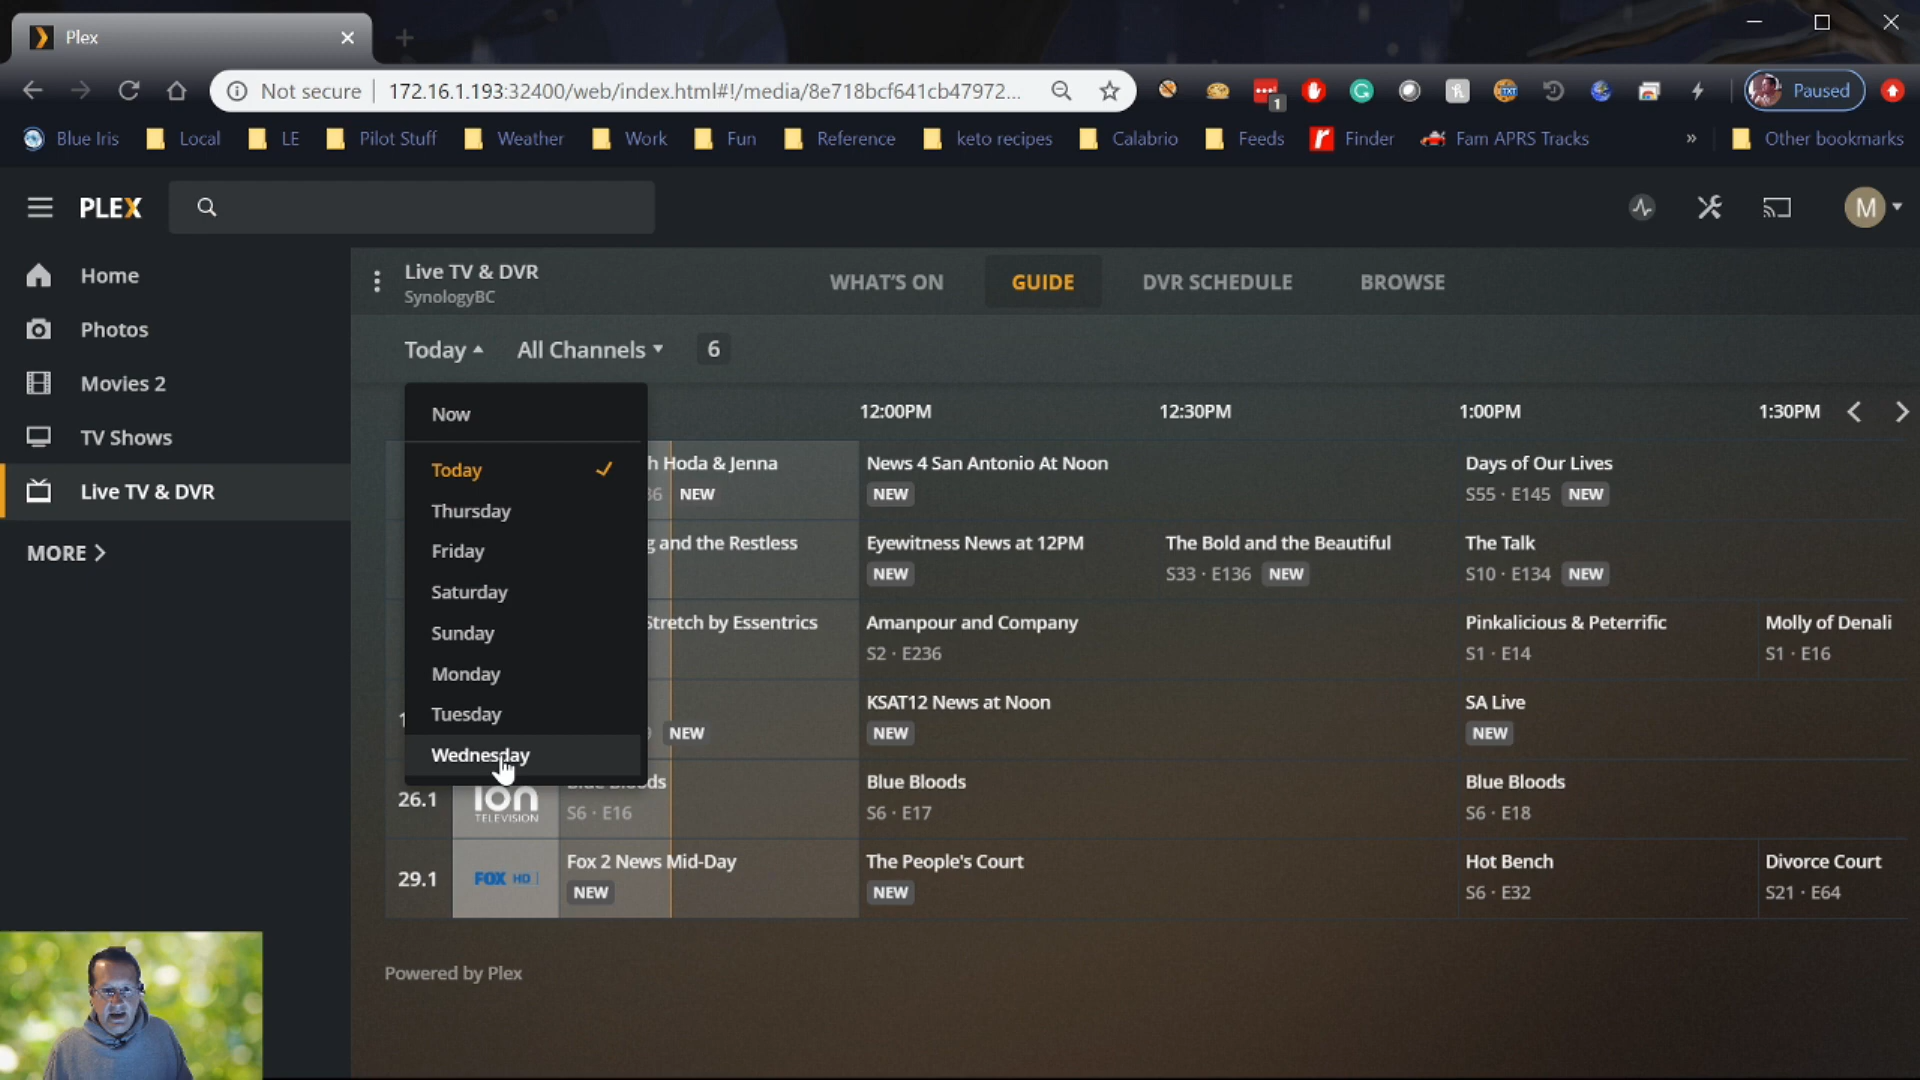 Plex
Not secure
172.16.1.193:32400/web/index.html#!/media/8e718bcf641cb47972...
1
Paused
Blue Iris
Local
LE
Pilot Stuff
Weather
Work
Fun
Reference
keto recipes
Calabrio
Feeds
Finder
Fam APRS Tracks
»
Other bookmarks
PLEX
M
Home
Photos
Movies 2
TV Shows
Live TV & DVR
MORE
Live TV & DVR
SynologyBC
WHAT'S ON
GUIDE
DVR SCHEDULE
BROWSE
Today
All Channels
6
Now
Today
Thursday
Friday
Saturday
Sunday
Monday
Tuesday
Wednesday
12:00PM
12:30PM
1:00PM
1:30PM
h Hoda & Jenna
NEW
News 4 San Antonio At Noon
NEW
Days of Our Lives
S55 · E145 NEW
g and the Restless
Eyewitness News at 12PM
NEW
The Bold and the Beautiful
S33 · E136 NEW
The Talk
S10 · E134 NEW
Stretch by Essentrics
Amanpour and Company
S2 · E236
Pinkalicious & Peterrific
S1 · E14
Molly of Denali
S1 · E16
NEW
KSAT12 News at Noon
NEW
SA Live
NEW
26.1
ion
TELEVISION
Blue Bloods
S6 · E16
Blue Bloods
S6 · E17
Blue Bloods
S6 · E18
29.1
FOX HD
Fox 2 News Mid-Day
NEW
The People's Court
NEW
Hot Bench
S6 · E32
Divorce Court
S21 · E64
Powered by Plex